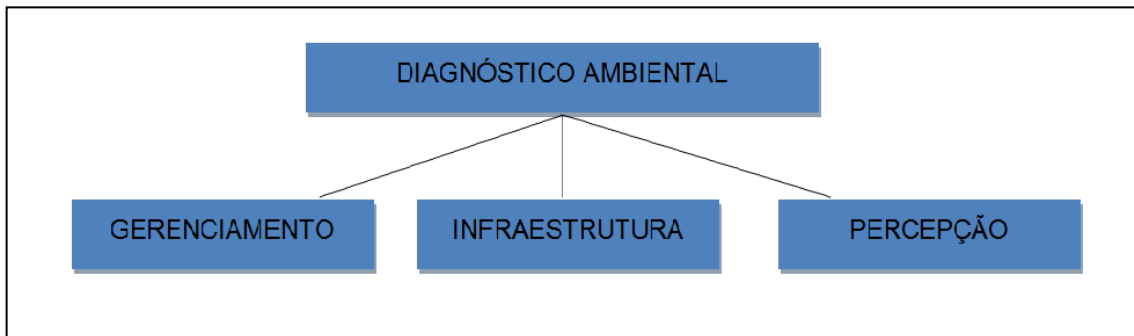 DIAGNÓSTICO AMBIENTAL
GERENCIAMENTO
INFRAESTRUTURA
PERCEPÇÃO